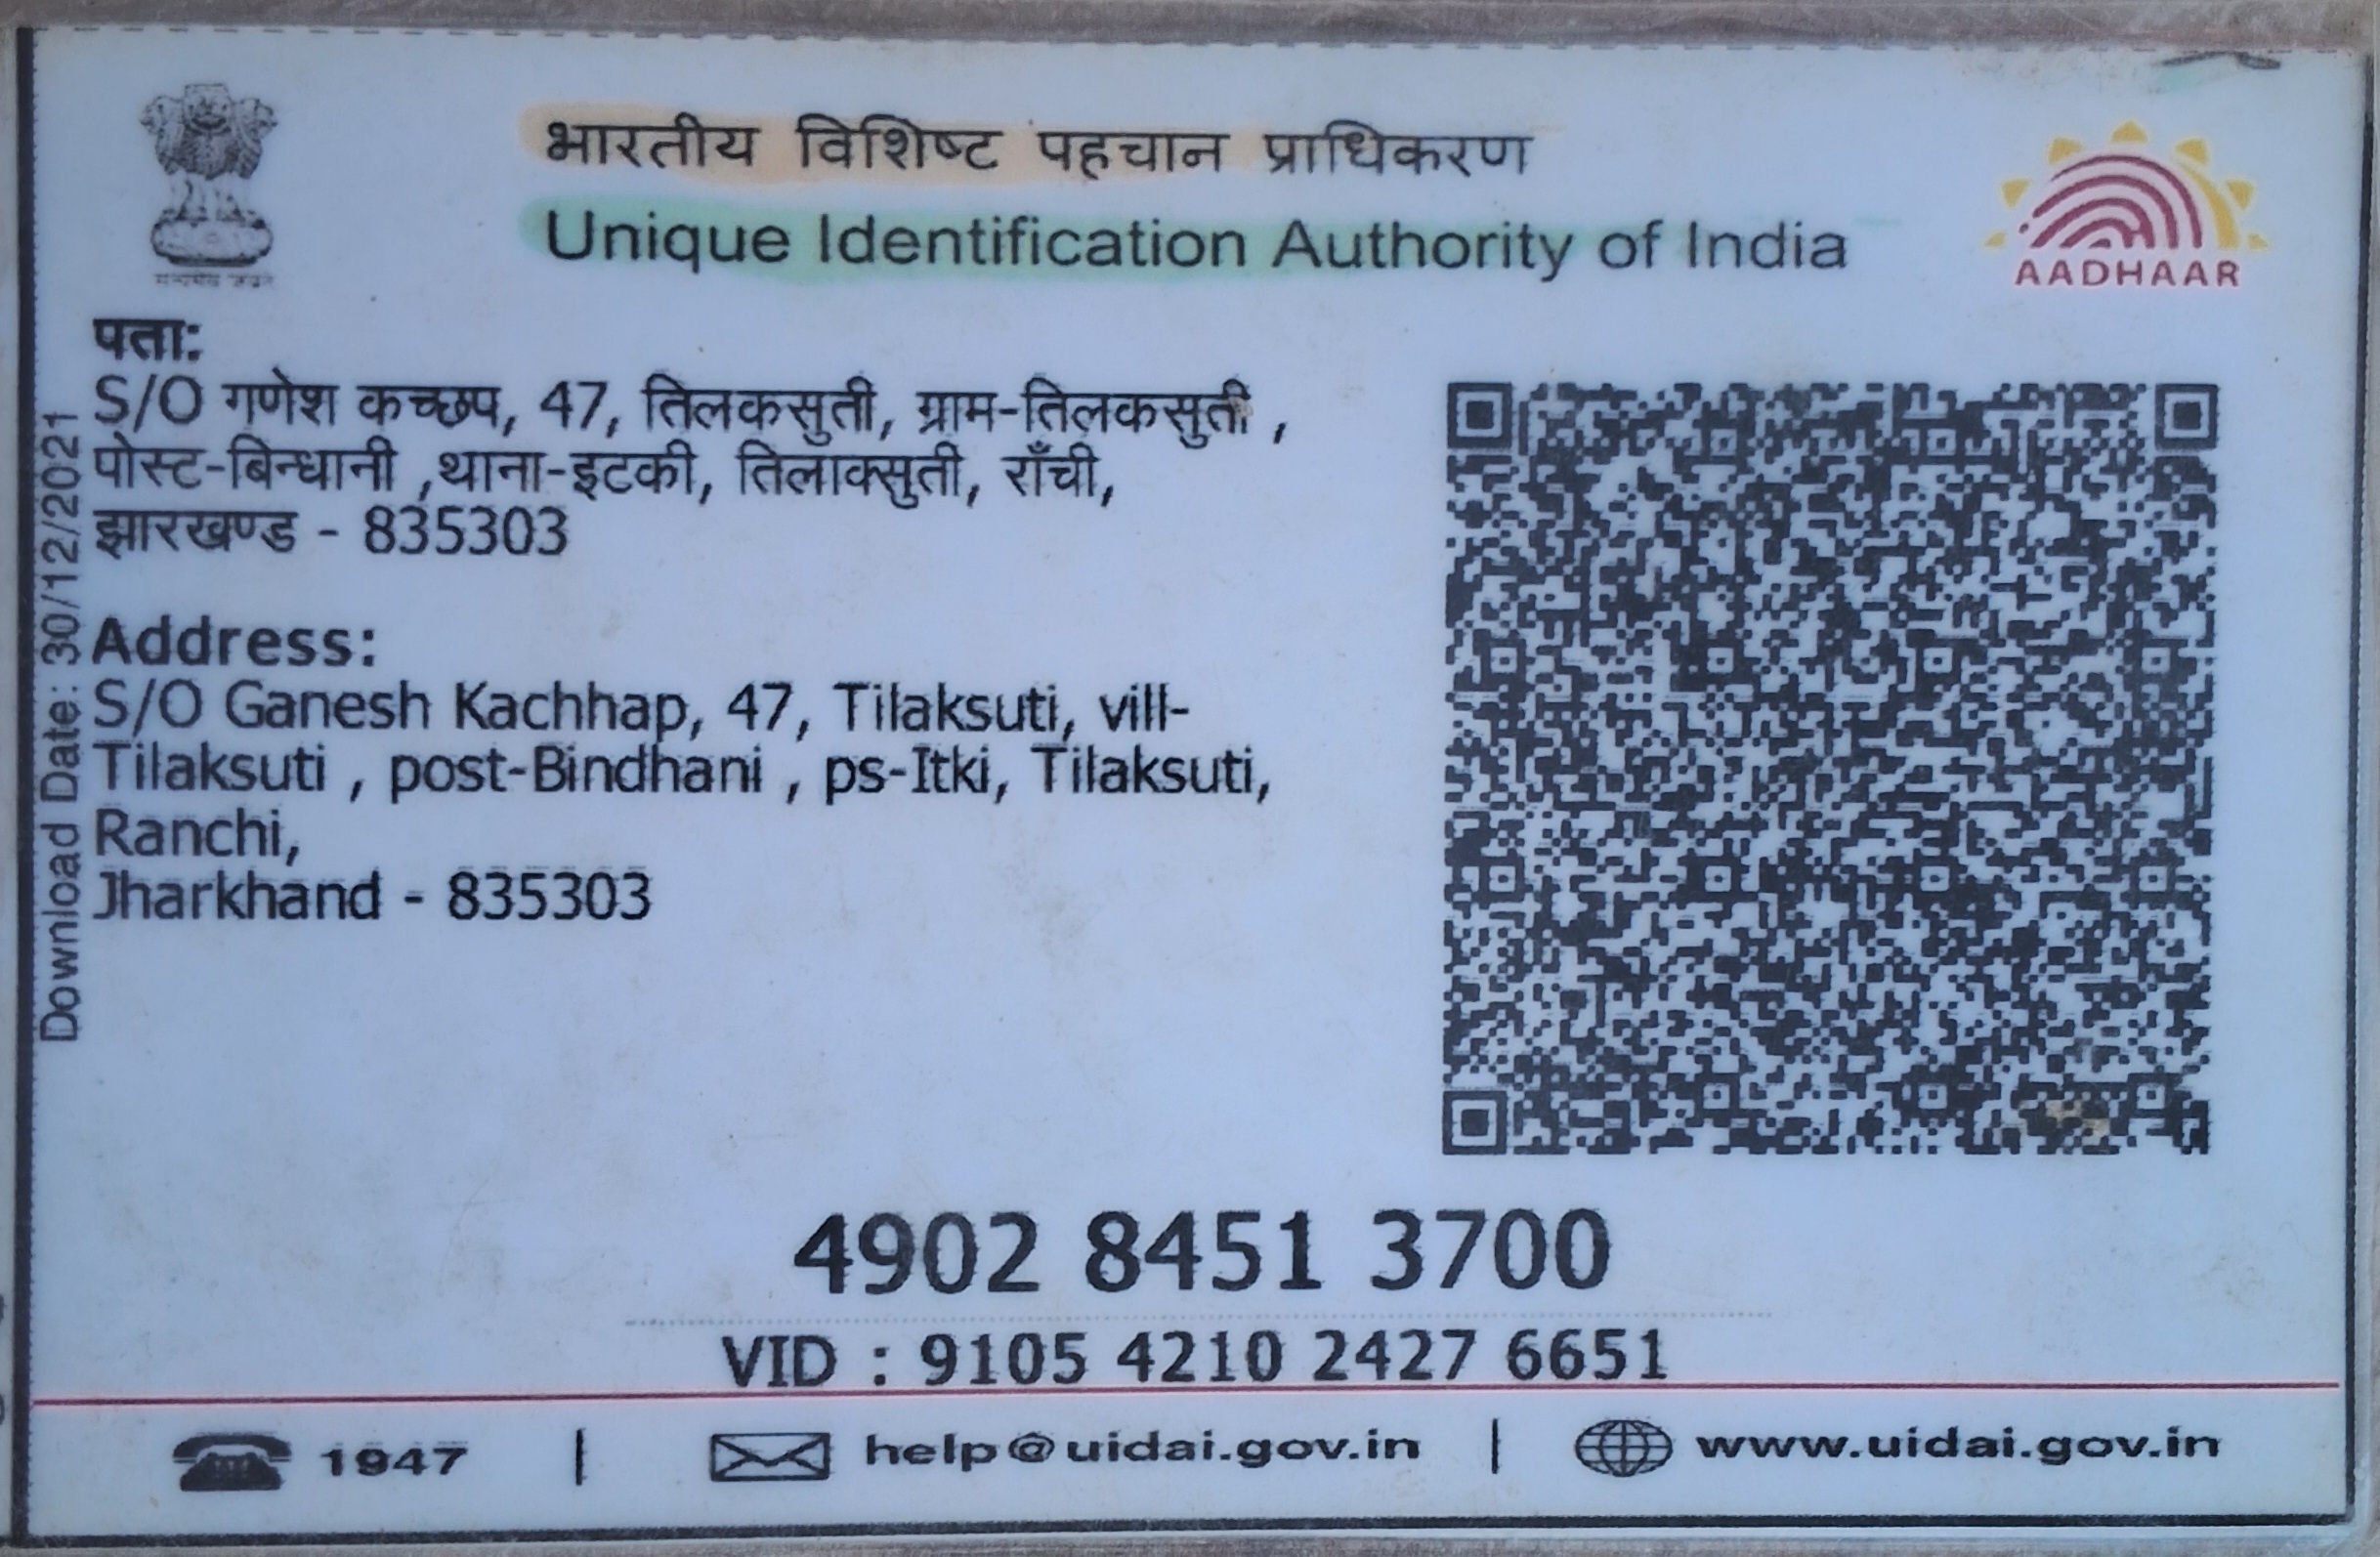 भारतीय विशिष्ट पहचान प्राधिकरण
Unique Identification Authority of India
AADHAAR
पता:
S/O गणेश कच्छप, 47, तिलकसुती, ग्राम-तिलकसुती ,
पोस्ट-बिन्धानी ,थाना-इटकी, तिलाक्सुती, राँची,
झारखण्ड - 835303
Address:
S/O Ganesh Kachhap, 47, Tilaksuti, vill-
Tilaksuti , post-Bindhani , ps-Itki, Tilaksuti,
Ranchi,
Jharkhand - 835303
Download Date: 30/12/2021
4902 8451 3700
VID : 9105 4210 2427 6651
1947 | help@uidai.gov.in | www.uidai.gov.in